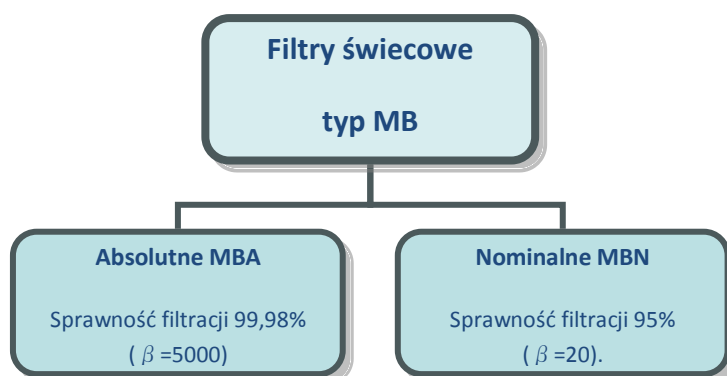 Filtry świecowe
typ MB
Absolutne MBA
Sprawność filtracji 99,98%
( β =5000)
Nominalne MBN
Sprawność filtracji 95%
( β =20).